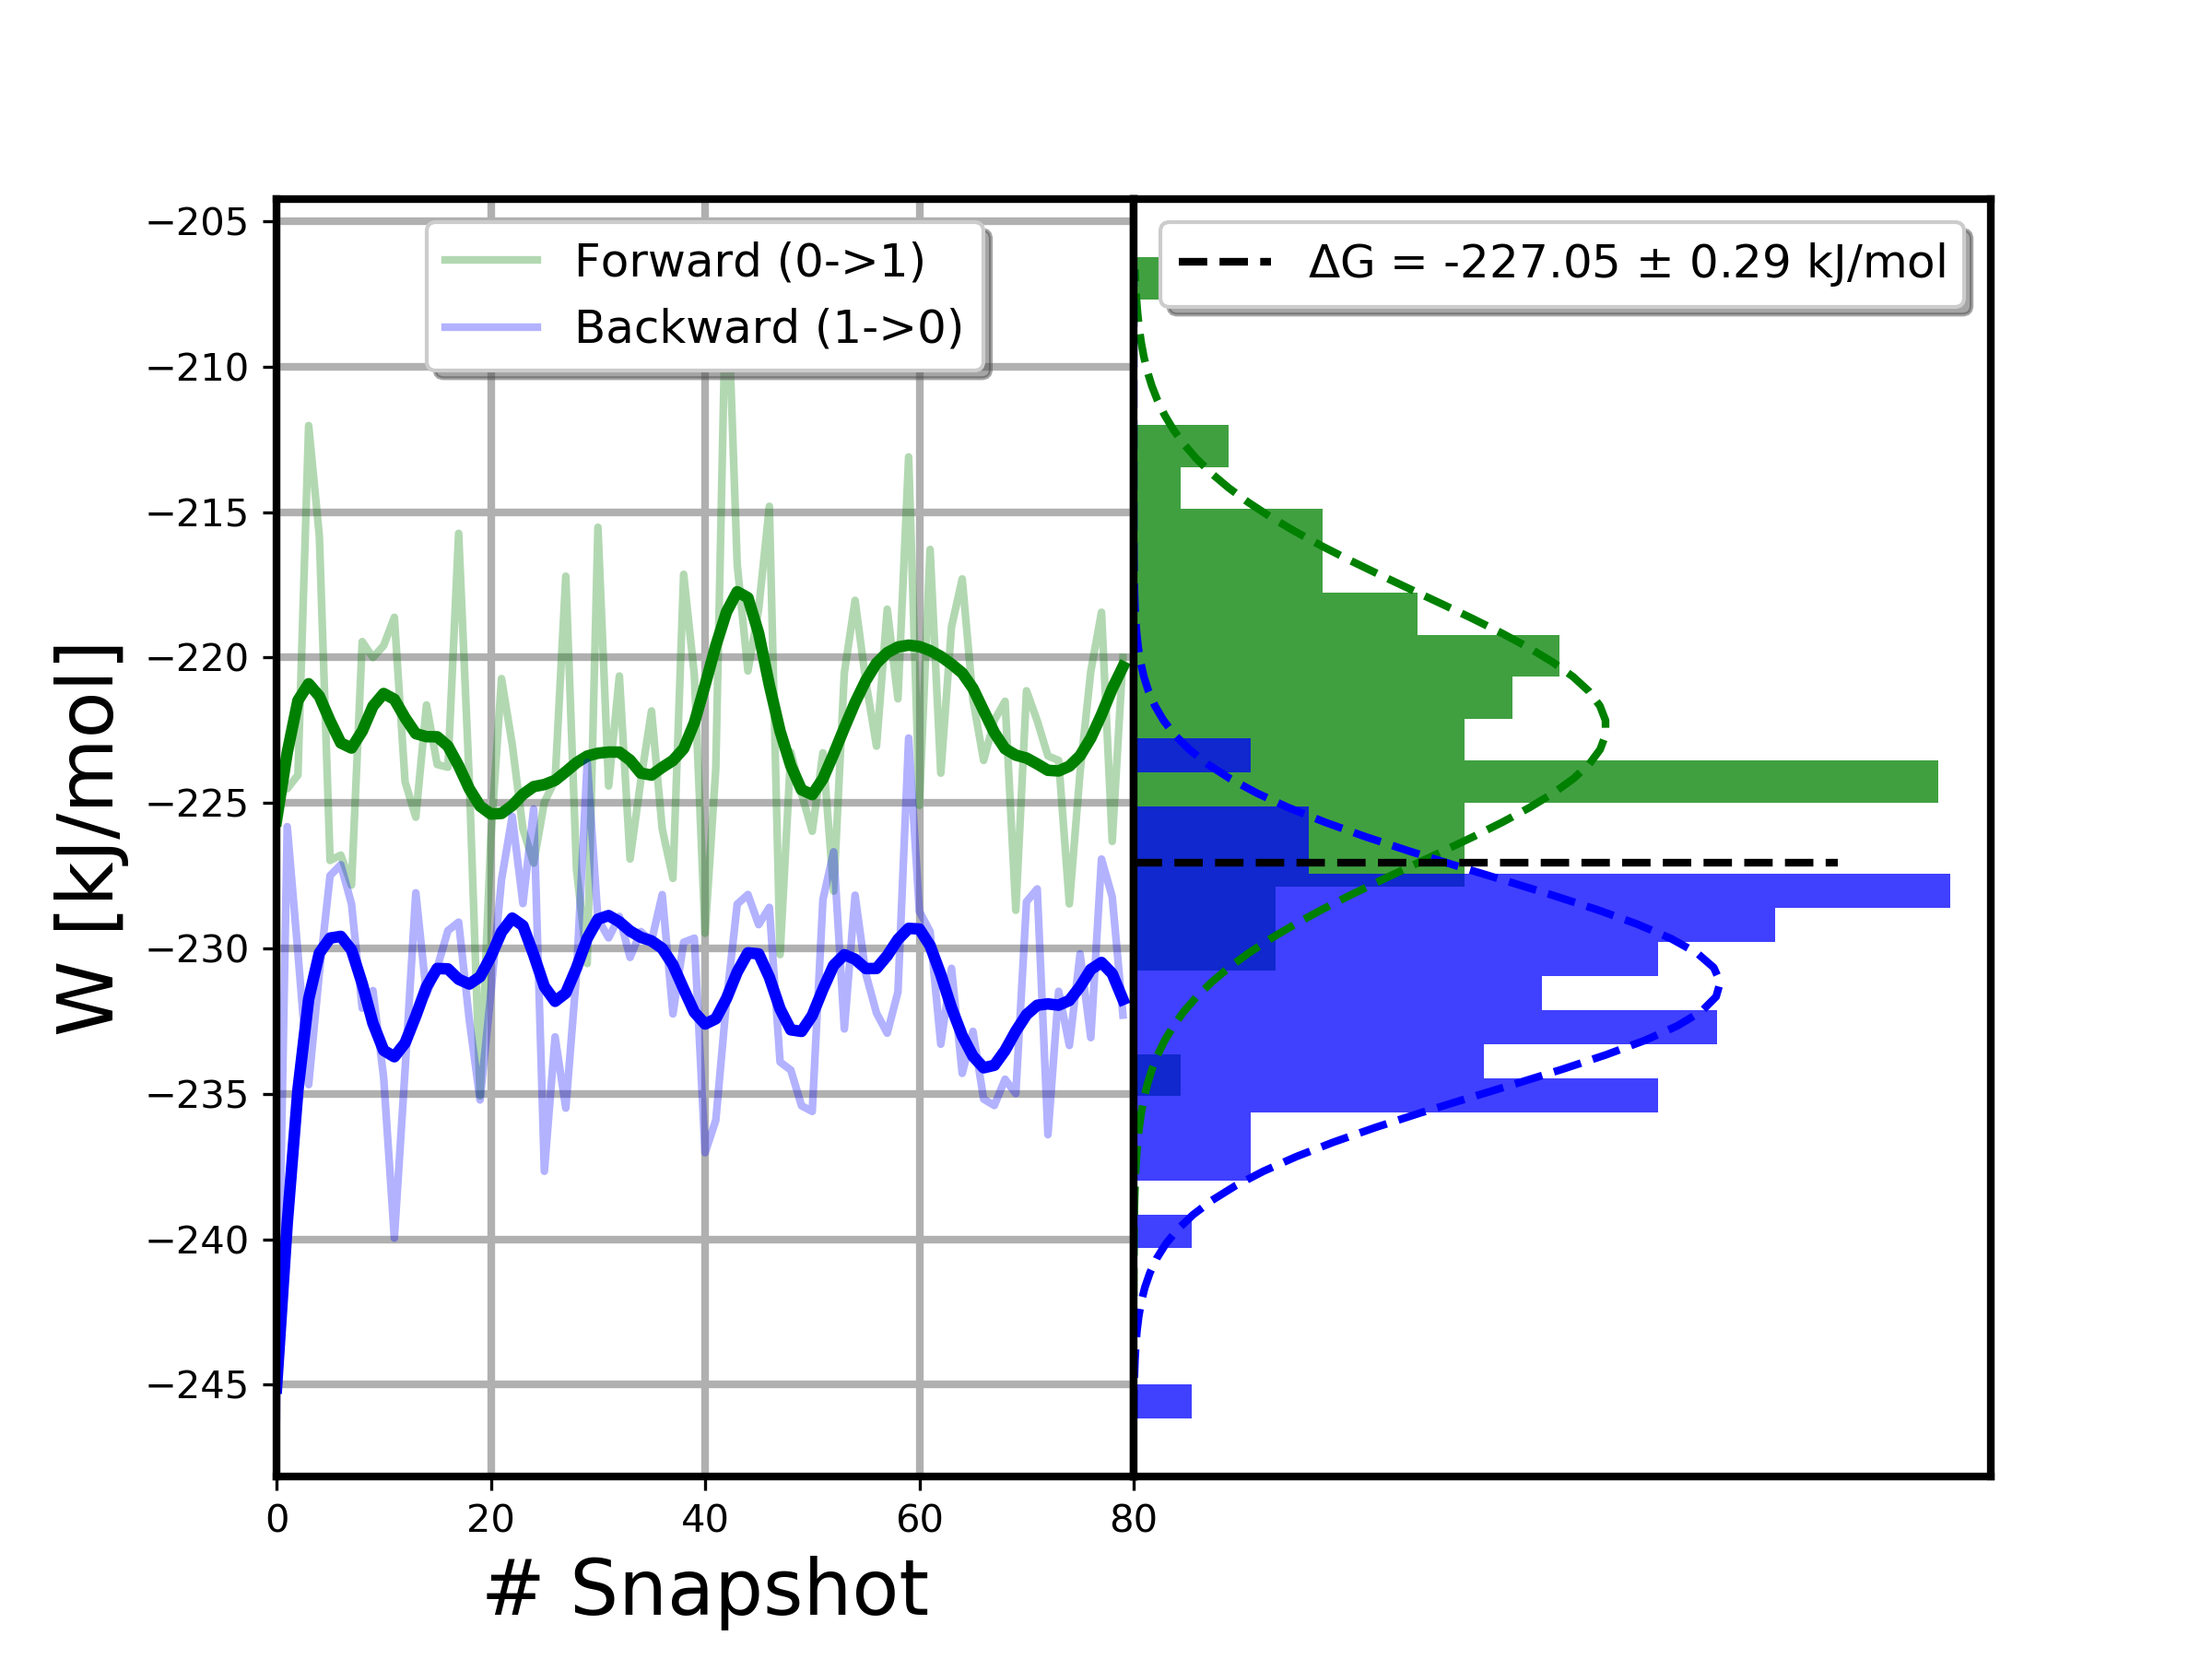 Forward (0->1)
Backward (1->0)
ΔG = -227.05 ± 0.29 kJ/mol
W [kJ/mol]
−205
−210
−215
−220
−225
−230
−235
−240
−245
0 20 40 60 80
# Snapshot